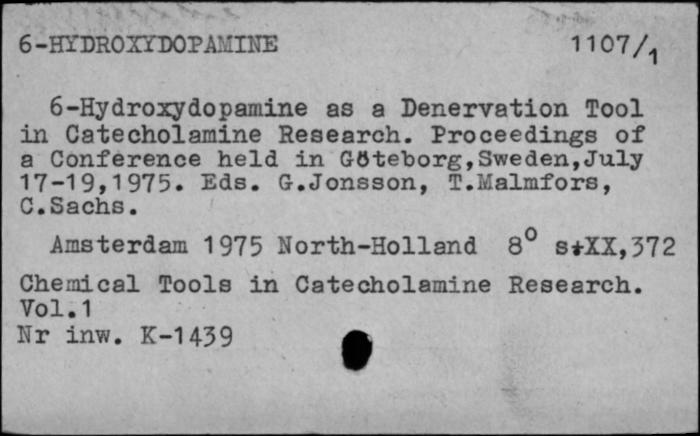 6-HYDROXYDOPAMINE 1107/1
6-Hydroxydopamine as a Denervation Tool
in Catecholamine Research. Proceedings of
a Conference held in Göteborg,Sweden,July
17-19,1975. Eds. G.Jonsson, T.Malmfors,
C.Sachs.
Amsterdam 1975 North-Holland 8° s.XX,372
Chemical Tools in Catecholamine Research.
Vol.1
Nr inw. K-1439